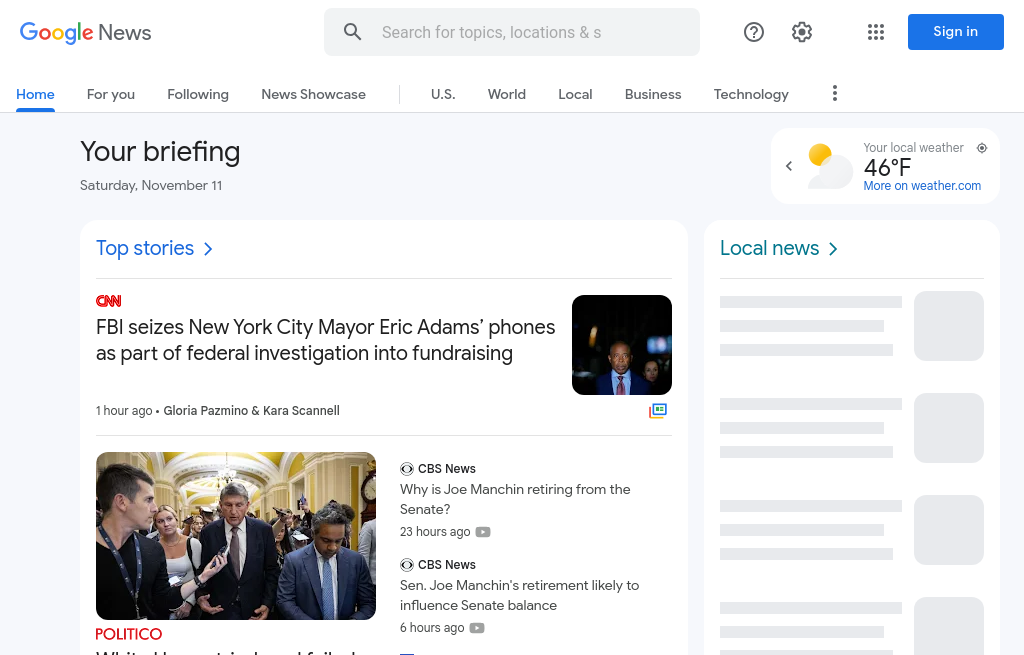 Google News
Search for topics, locations & s
Sign in
Home
For you
Following
News Showcase
U.S.
World
Local
Business
Technology
Your briefing
Saturday, November 11
Your local weather
46°F
More on weather.com
Top stories
Local news
CNN
FBI seizes New York City Mayor Eric Adams’ phones
as part of federal investigation into fundraising
1 hour ago • Gloria Pazmino & Kara Scannell
CBS News
Why is Joe Manchin retiring from the
Senate?
23 hours ago
CBS News
Sen. Joe Manchin's retirement likely to
influence Senate balance
6 hours ago
POLITICO